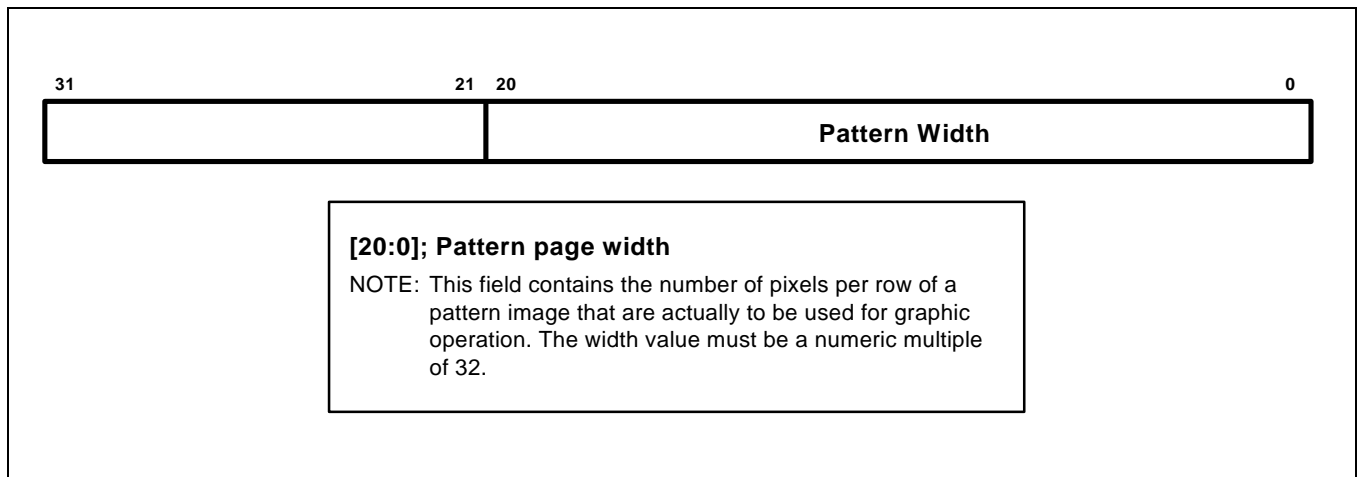 31 21 20 0
Pattern Width
[20:0]; Pattern page width
NOTE: This field contains the number of pixels per row of a
pattern image that are actually to be used for graphic
operation. The width value must be a numeric multiple
of 32.